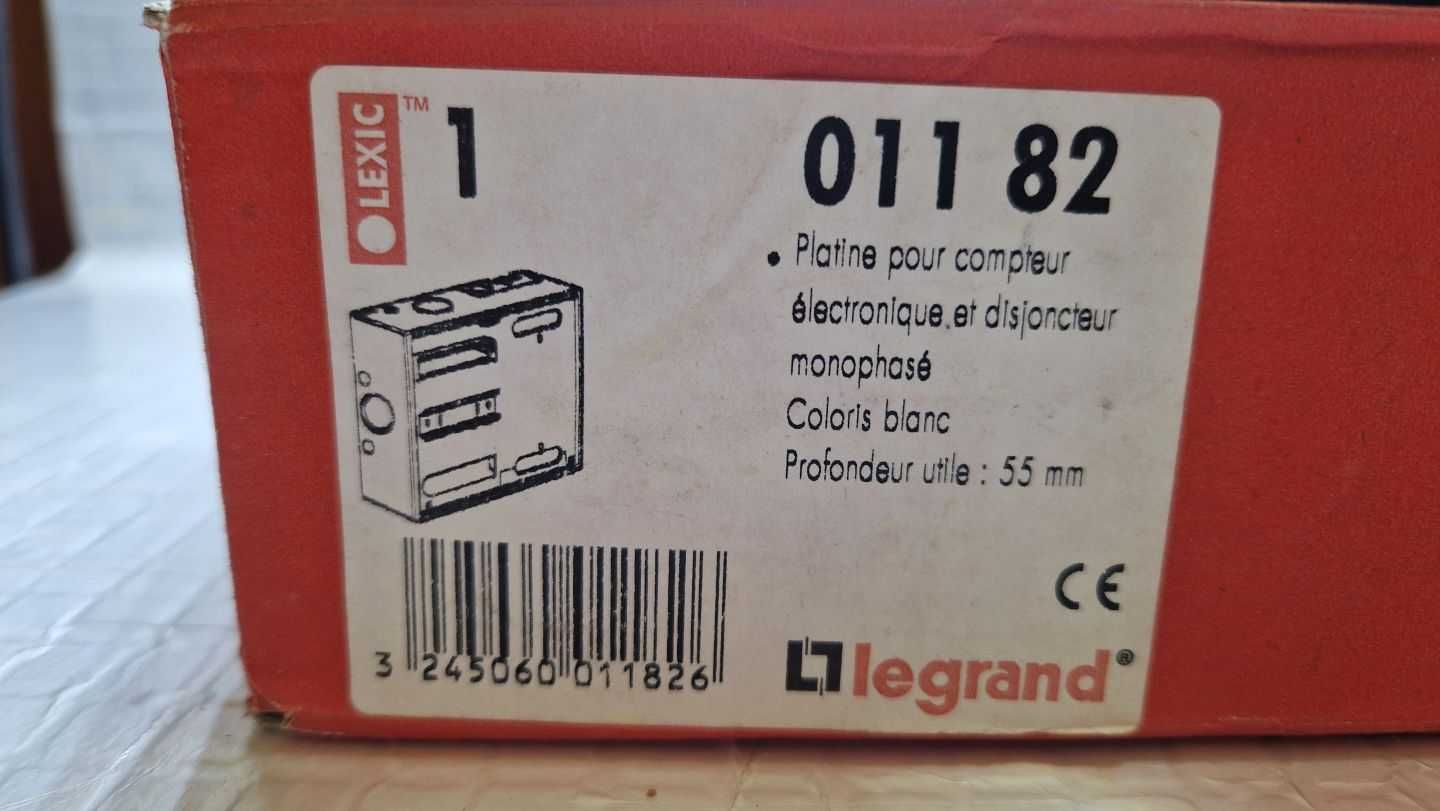 LEXIC™
1
011 82
• Platine pour compteur
électronique et disjoncteur
monophasé
Coloris blanc
Profondeur utile : 55 mm
CE
3 245060 011826
legrand®